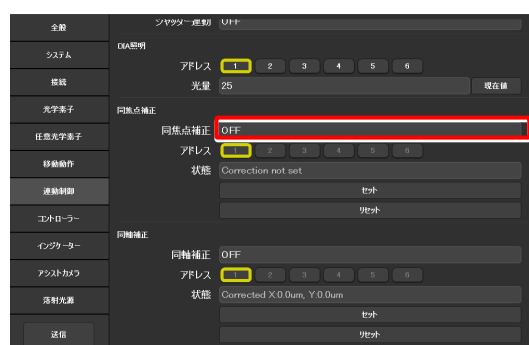 全般
システム
接続
光学素子
任意光学素子
移動動作
連動制御
コントローラー
インジケーター
アシストカメラ
落射光源
送信
シャッター連動 OFF
DIA照明
アドレス 1 2 3 4 5 6
光量 25 現在値
同焦点補正
同焦点補正 OFF
アドレス 1 2 3 4 5 6
状態 Correction not set
セット
リセット
同軸補正
同軸補正 OFF
アドレス 1 2 3 4 5 6
状態 Corrected X:0.0um, Y:0.0um
セット
リセット